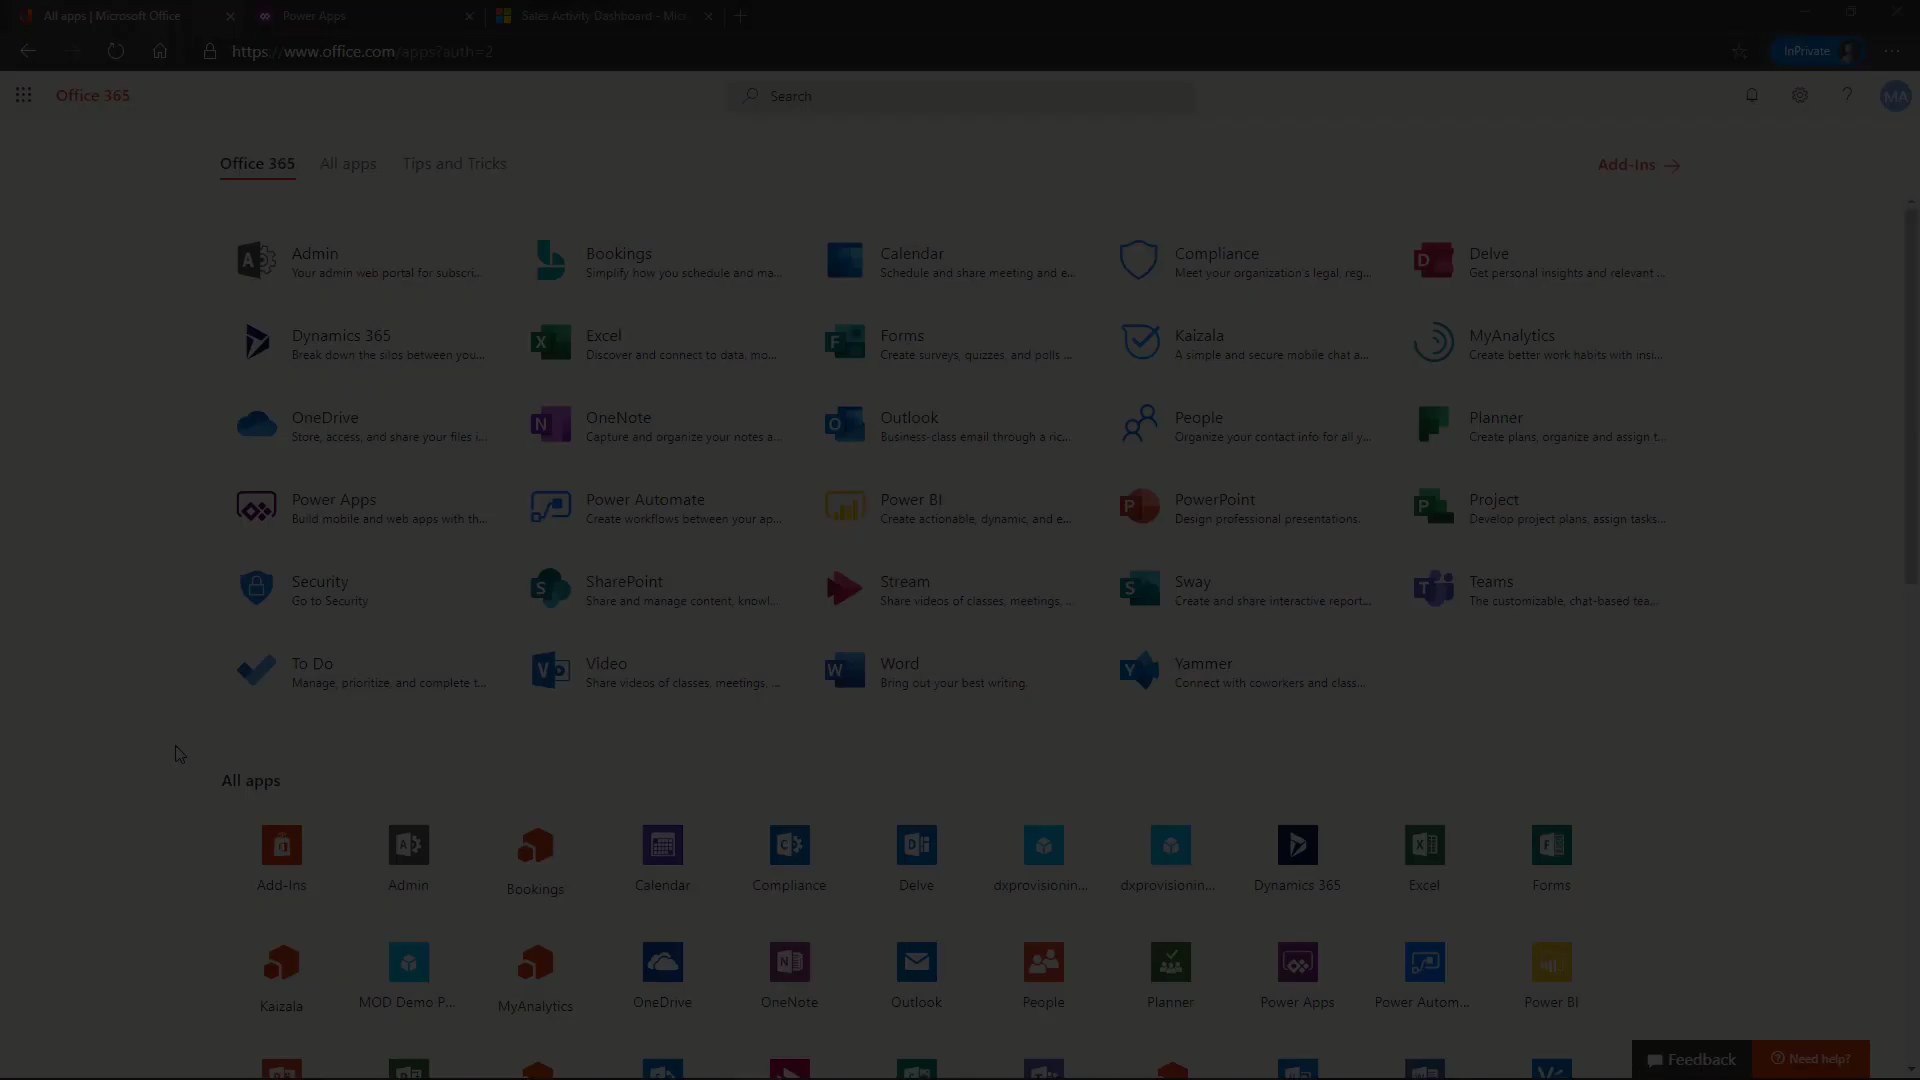 All apps | Microsoft Office
Power Apps
Sales Activity Dashboard - Micr
https://www.office.com/apps?auth=2
InPrivate
Office 365
Search
MA
Office 365
All apps
Tips and Tricks
Add-Ins
Admin
Your admin web portal for subscri...
Bookings
Simplify how you schedule and ma...
Calendar
Schedule and share meeting and e...
Compliance
Meet your organization's legal, reg...
Delve
Get personal insights and relevant ...
Dynamics 365
Break down the silos between you...
Excel
Discover and connect to data, mo...
Forms
Create surveys, quizzes, and polls ...
Kaizala
A simple and secure mobile chat a...
MyAnalytics
Create better work habits with insi...
OneDrive
Store, access, and share your files i...
OneNote
Capture and organize your notes a...
Outlook
Business-class email through a ric...
People
Organize your contact info for all y...
Planner
Create plans, organize and assign t...
Power Apps
Build mobile and web apps with th...
Power Automate
Create workflows between your ap...
Power BI
Create actionable, dynamic, and e...
PowerPoint
Design professional presentations.
Project
Develop project plans, assign tasks...
Security
Go to Security
SharePoint
Share and manage content, knowl...
Stream
Share videos of classes, meetings, ...
Sway
Create and share interactive report...
Teams
The customizable, chat-based tea...
To Do
Manage, prioritize, and complete t...
Video
Share videos of classes, meetings, ...
Word
Bring out your best writing.
Yammer
Connect with coworkers and class...
All apps
Add-Ins
Admin
Bookings
Calendar
Compliance
Delve
dxprovisionin...
dxprovisionin...
Dynamics 365
Excel
Forms
Kaizala
MOD Demo P...
MyAnalytics
OneDrive
OneNote
Outlook
People
Planner
Power Apps
Power Autom...
Power BI
Feedback
Need help?